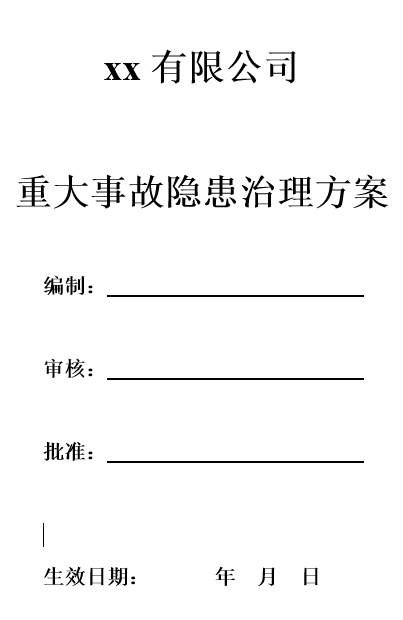 xx 有限公司
重大事故隐患治理方案
编制：
审核：
批准：
生效日期： 年 月 日